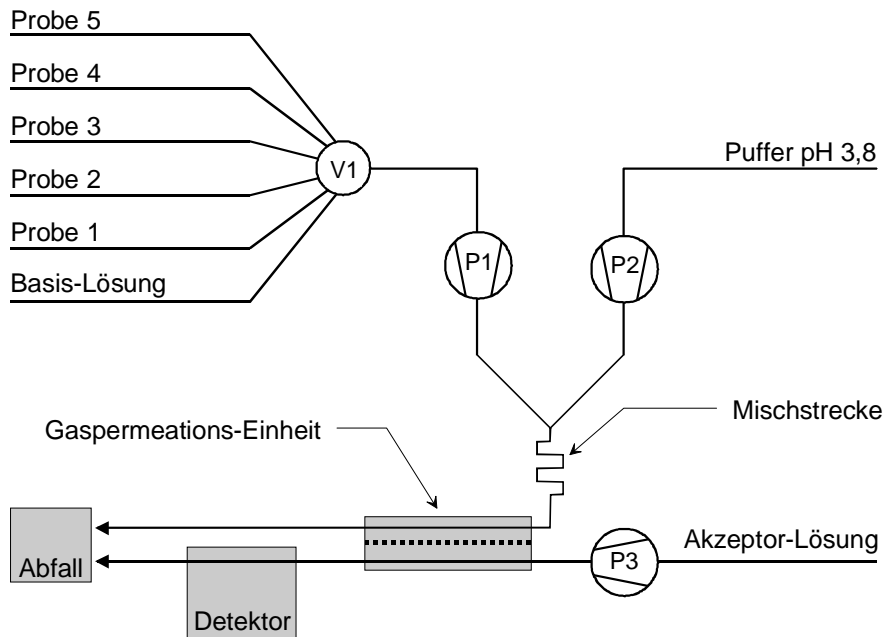 Probe 5
Probe 4
Probe 3
Probe 2
Probe 1
Basis-Lösung
V1
P1
P2
Puffer pH 3,8
Mischstrecke
Gaspermeations-Einheit
Akzeptor-Lösung
P3
Abfall
Detektor